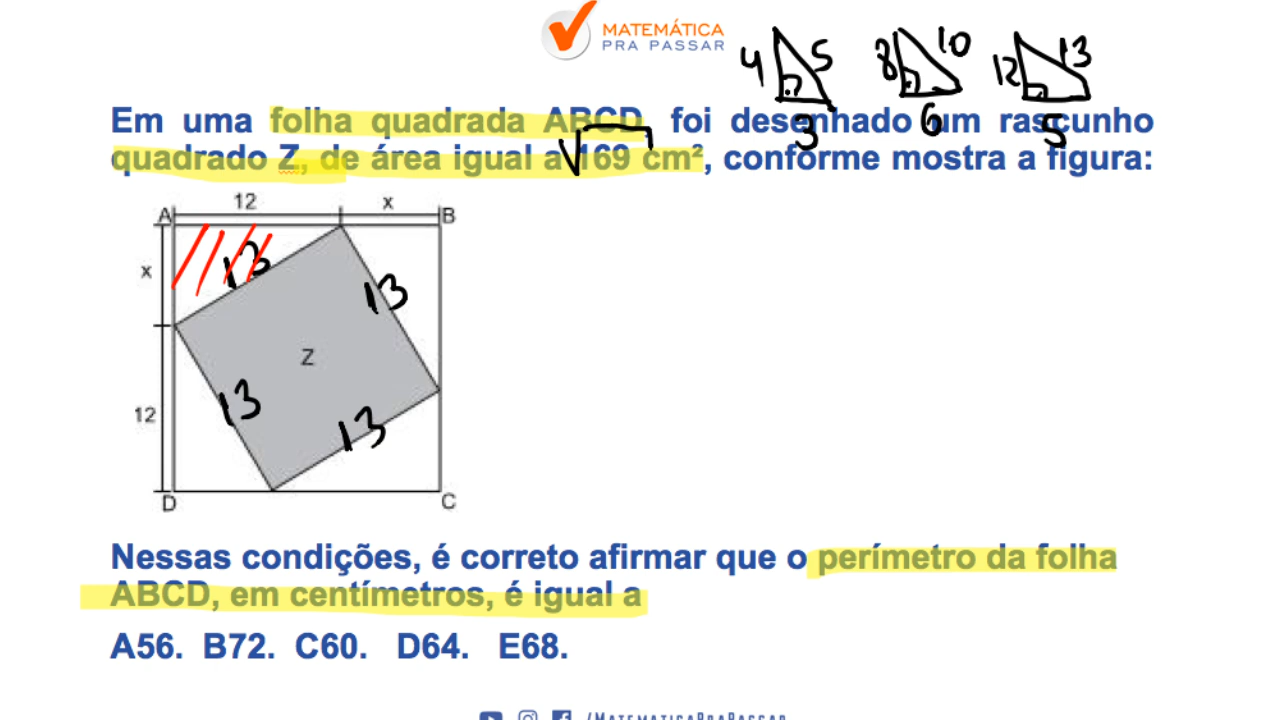 MATEMÁTICA
PRA PASSAR
4 5 3
8 10 6
12 13 5
Em uma folha quadrada ABCD, foi desenhado um rascunho
quadrado Z, de área igual a √169 cm², conforme mostra a figura:
12 x
A B
x
13
13
Z
13
12
13
D C
Nessas condições, é correto afirmar que o perímetro da folha
ABCD, em centímetros, é igual a
A56. B72. C60. D64. E68.
/MATEMATICAPRAPASSAR